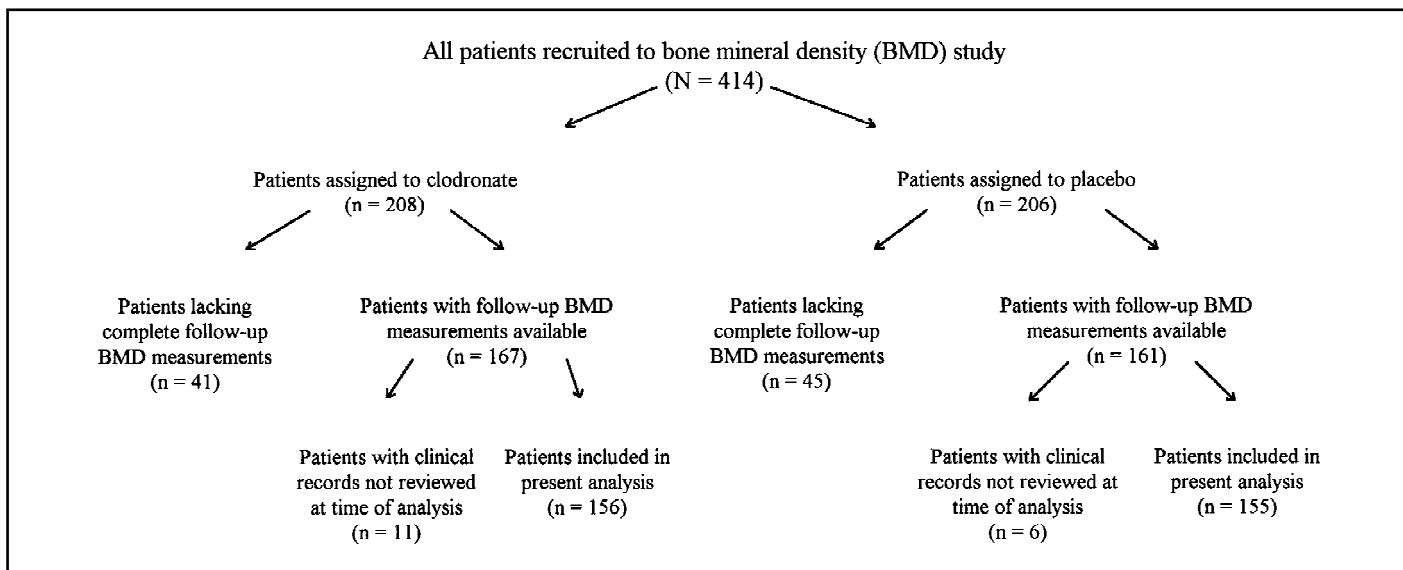 All patients recruited to bone mineral density (BMD) study
(N = 414)
Patients assigned to clodronate
(n = 208)
Patients assigned to placebo
(n = 206)
Patients lacking
complete follow-up
BMD measurements
(n = 41)
Patients with follow-up BMD
measurements available
(n = 167)
Patients lacking
complete follow-up
BMD measurements
(n = 45)
Patients with follow-up BMD
measurements available
(n = 161)
Patients with clinical
records not reviewed
at time of analysis
(n = 11)
Patients included in
present analysis
(n = 156)
Patients with clinical
records not reviewed at
time of analysis
(n = 6)
Patients included in
present analysis
(n = 155)